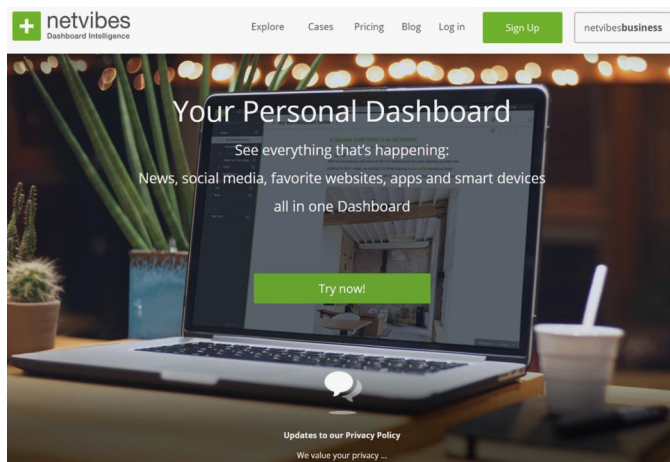 netvibes
Dashboard Intelligence
Explore Cases Pricing Blog Log in Sign Up netvibesbusiness
Your Personal Dashboard
See everything that's happening:
News, social media, favorite websites, apps and smart devices
all in one Dashboard
Try now!
Updates to our Privacy Policy
We value your privacy ...